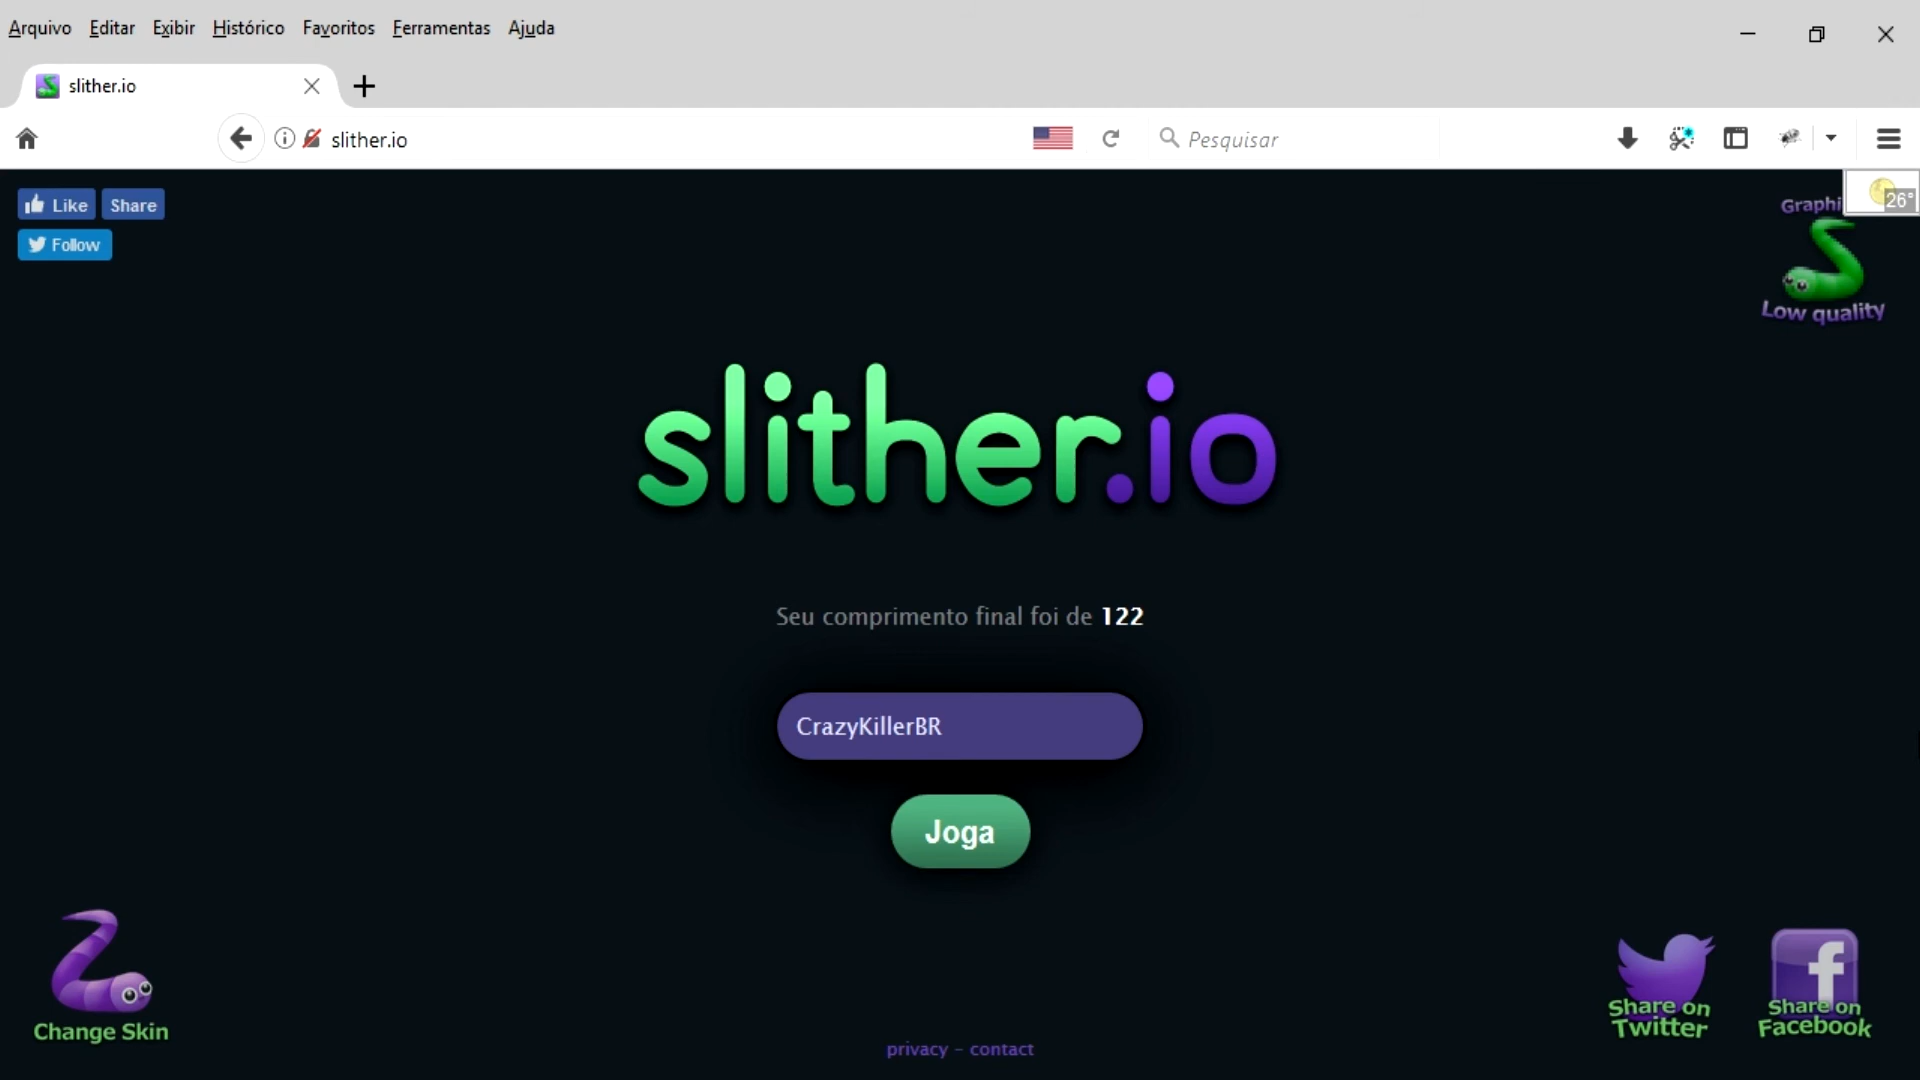 Arquivo Editar Exibir Histórico Favoritos Ferramentas Ajuda
slither.io
slither.io
Pesquisar
Like Share
Follow
26°
Low quality
slither.io
Seu comprimento final foi de 122
CrazyKillerBR
Joga
Change Skin
Share on Twitter
Share on Facebook
privacy - contact